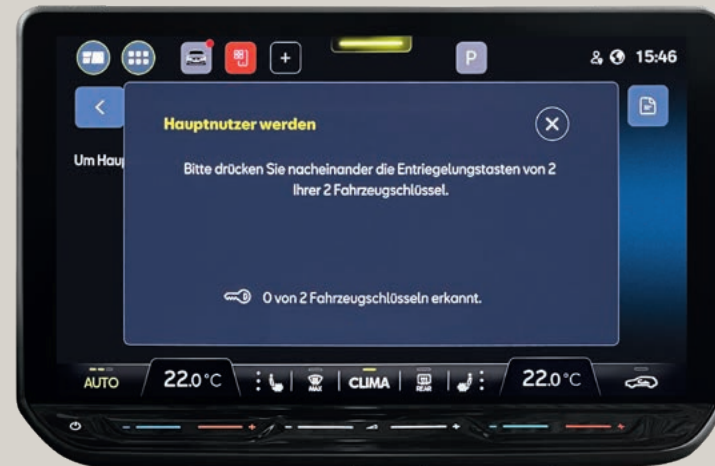 P
15:46
Hauptnutzer werden
Um Haup
Bitte drücken Sie nacheinander die Entriegelungstasten von 2
Ihrer 2 Fahrzeugschlüssel.
0 von 2 Fahrzeugschlüsseln erkannt.
AUTO
22.0°C
MAX
CLIMA
REAR
22.0°C